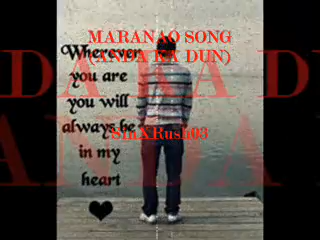 MARANAO SONG
(ANDA KA DUN)
Wherever
you are
you will
always be
in my
heart
SinXRush03